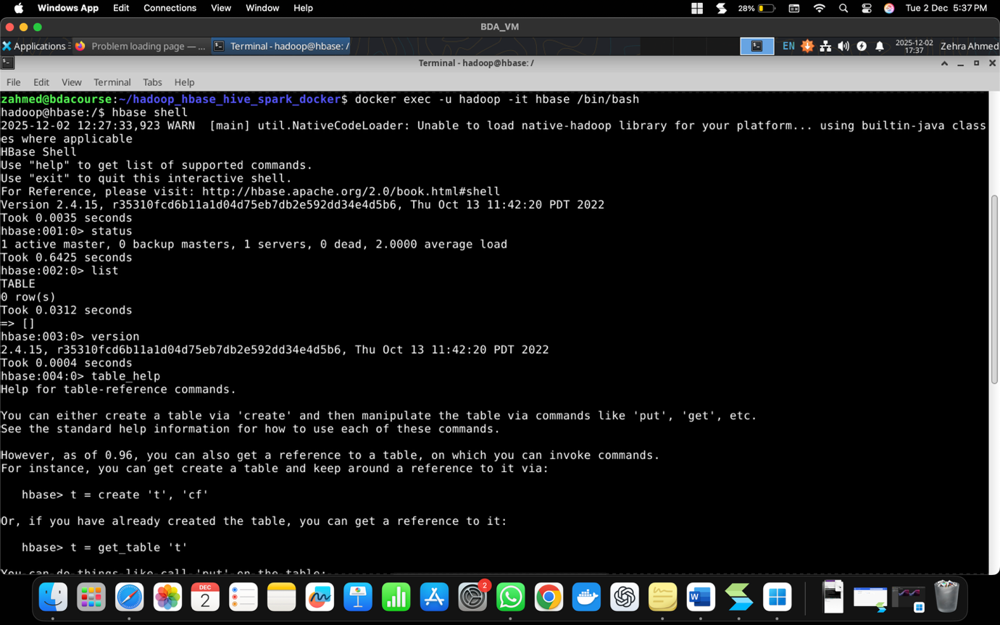 Windows App Edit Connections View Window Help 28% Tue 2 Dec 5:37 PM
BDA_VM
Applications Problem loading page — ... Terminal - hadoop@hbase: / EN 2025-12-02 17:37 Zehra Ahmed
Terminal - hadoop@hbase: /
File Edit View Terminal Tabs Help
zahmed@bdacourse:~/hadoop_hbase_hive_spark_docker$ docker exec -u hadoop -it hbase /bin/bash
hadoop@hbase:/$ hbase shell
2025-12-02 12:27:33,923 WARN  [main] util.NativeCodeLoader: Unable to load native-hadoop library for your platform... using builtin-java class
es where applicable
HBase Shell
Use "help" to get list of supported commands.
Use "exit" to quit this interactive shell.
For Reference, please visit: http://hbase.apache.org/2.0/book.html#shell
Version 2.4.15, r35310fcd6b11a1d04d75eb7db2e592dd34e4d5b6, Thu Oct 13 11:42:20 PDT 2022
Took 0.0035 seconds
hbase:001:0> status
1 active master, 0 backup masters, 1 servers, 0 dead, 2.0000 average load
Took 0.6425 seconds
hbase:002:0> list
TABLE
0 row(s)
Took 0.0312 seconds
=> []
hbase:003:0> version
2.4.15, r35310fcd6b11a1d04d75eb7db2e592dd34e4d5b6, Thu Oct 13 11:42:20 PDT 2022
Took 0.0004 seconds
hbase:004:0> table_help
Help for table-reference commands.
You can either create a table via 'create' and then manipulate the table via commands like 'put', 'get', etc.
See the standard help information for how to use each of these commands.
However, as of 0.96, you can also get a reference to a table, on which you can invoke commands.
For instance, you can get create a table and keep around a reference to it via:
hbase> t = create 't', 'cf'
Or, if you have already created the table, you can get a reference to it:
hbase> t = get_table 't'
You can do things like call 'put' on the table:
DEC
2
2